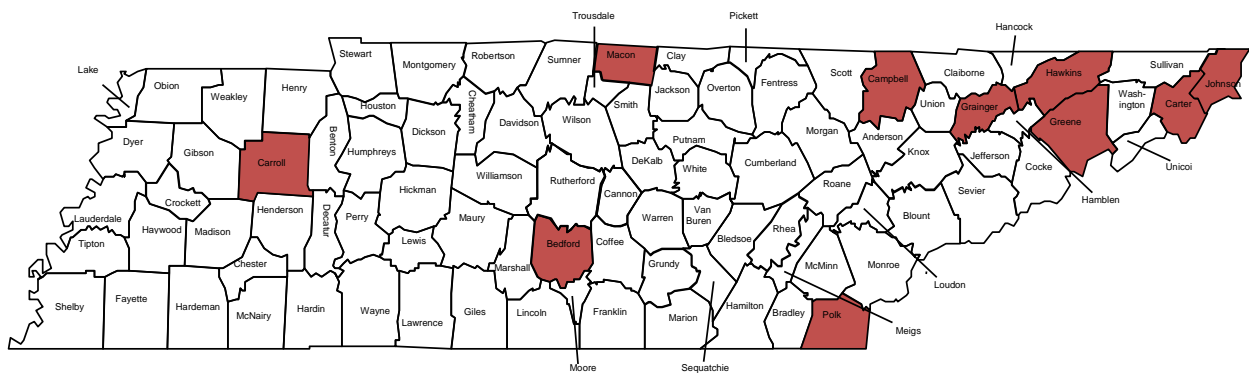 Trousdale
Pickett
Hancock
Lake
Stewart
Montgomery
Robertson
Sumner
Macon
Clay
Scott
Campbell
Claiborne
Hawkins
Sullivan
Johnson
Obion
Weakley
Henry
Houston
Cheatham
Davidson
Wilson
Smith
Jackson
Overton
Fentress
Union
Grainger
Wash-
ington
Carter
Greene
Dyer
Gibson
Carroll
Benton
Humphreys
Dickson
Williamson
Rutherford
DeKalb
Putnam
White
Cumberland
Morgan
Anderson
Knox
Jefferson
Cocke
Unicoi
Hamblen
Crockett
Haywood
Madison
Henderson
Decatur
Perry
Hickman
Lewis
Maury
Marshall
Bedford
Cannon
Coffee
Warren
Van
Buren
Bledsoe
Rhea
Roane
Blount
Sevier
Loudon
Lauderdale
Tipton
Chester
Grundy
McMinn
Monroe
Shelby
Fayette
Hardeman
McNairy
Hardin
Wayne
Lawrence
Giles
Lincoln
Franklin
Marion
Hamilton
Bradley
Polk
Meigs
Moore
Sequatchie